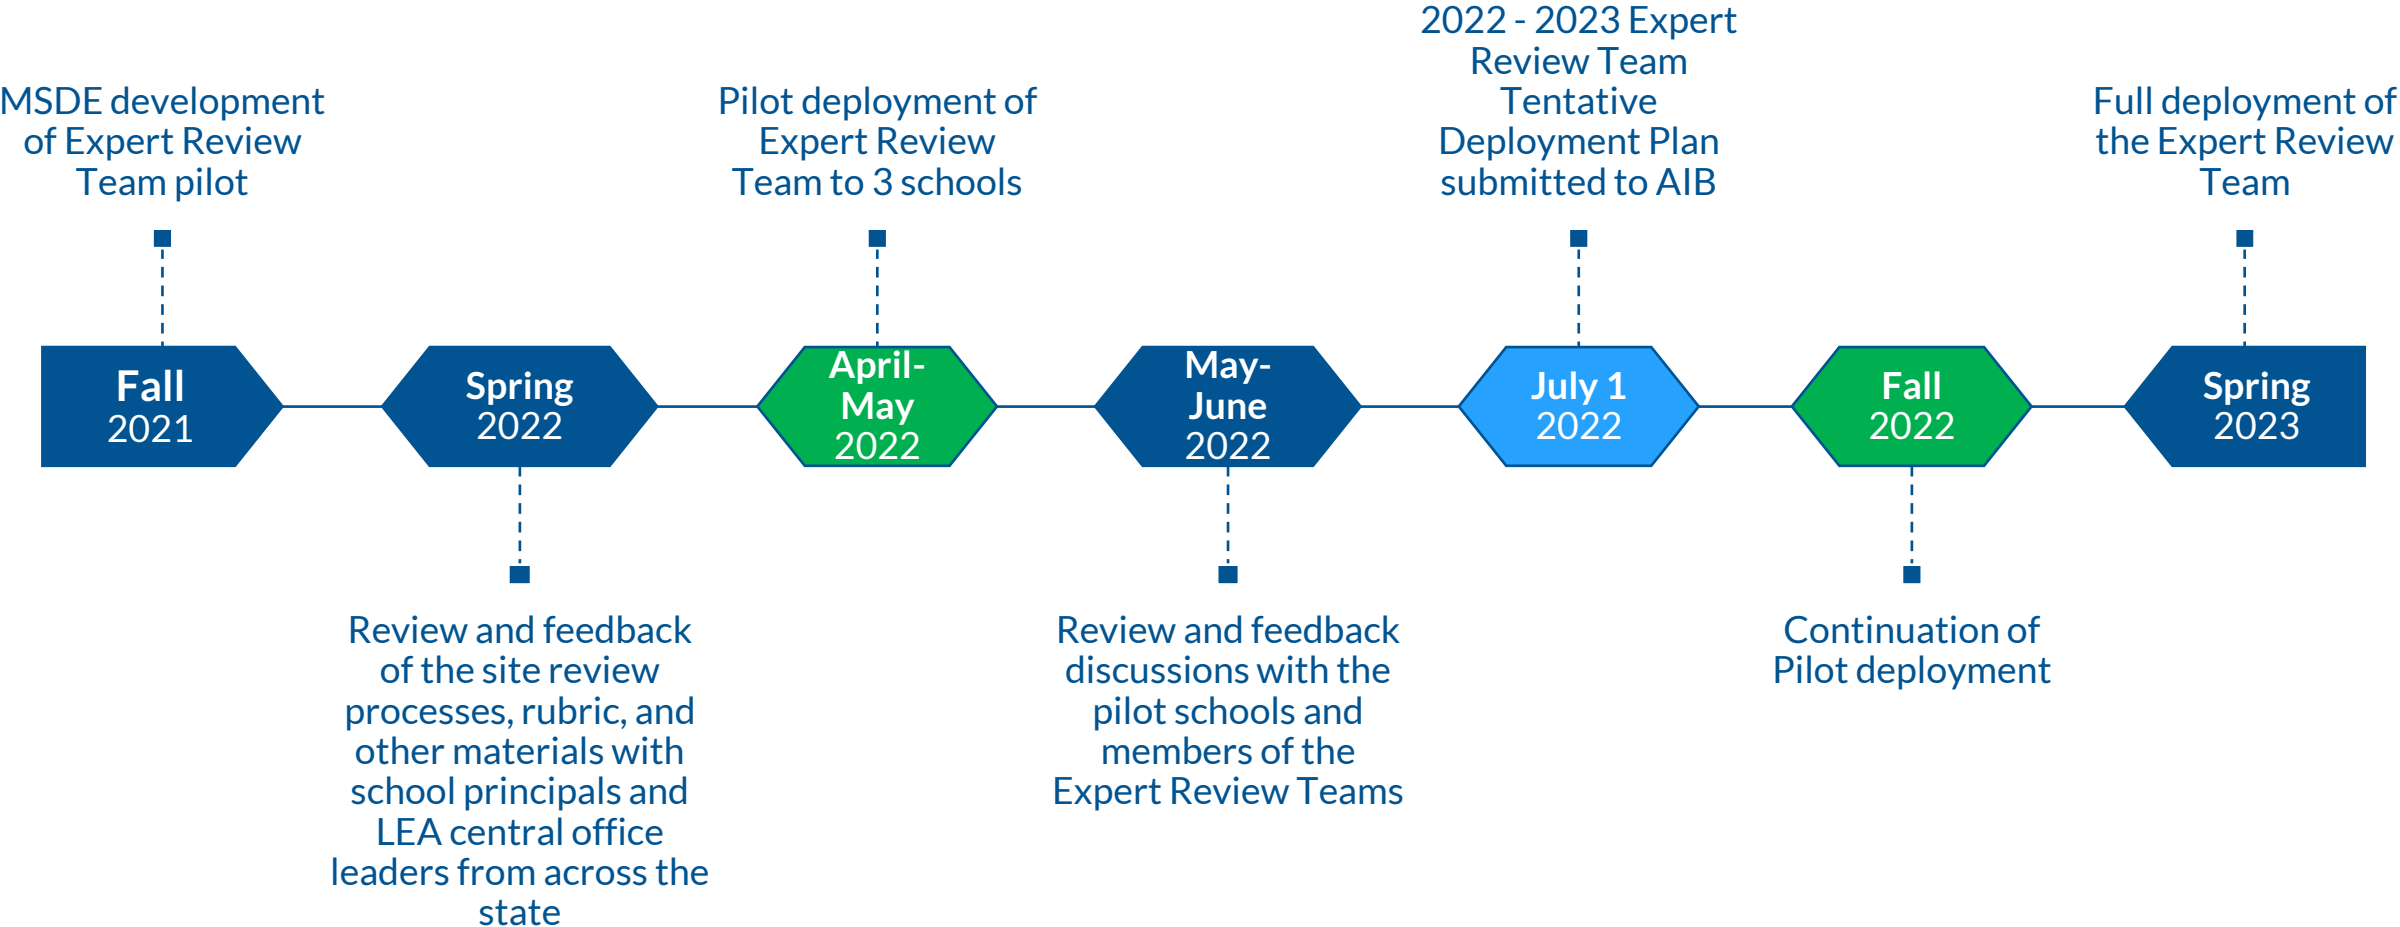 MSDE development
of Expert Review
Team pilot
Fall
2021
Spring
2022
Review and feedback
of the site review
processes, rubric, and
other materials with
school principals and
LEA central office
leaders from across the
state
Pilot deployment of
Expert Review
Team to 3 schools
April-
May
2022
May-
June
2022
Review and feedback
discussions with the
pilot schools and
members of the
Expert Review Teams
2022 - 2023 Expert
Review Team
Tentative
Deployment Plan
submitted to AIB
July 1
2022
Fall
2022
Continuation of
Pilot deployment
Full deployment of
the Expert Review
Team
Spring
2023